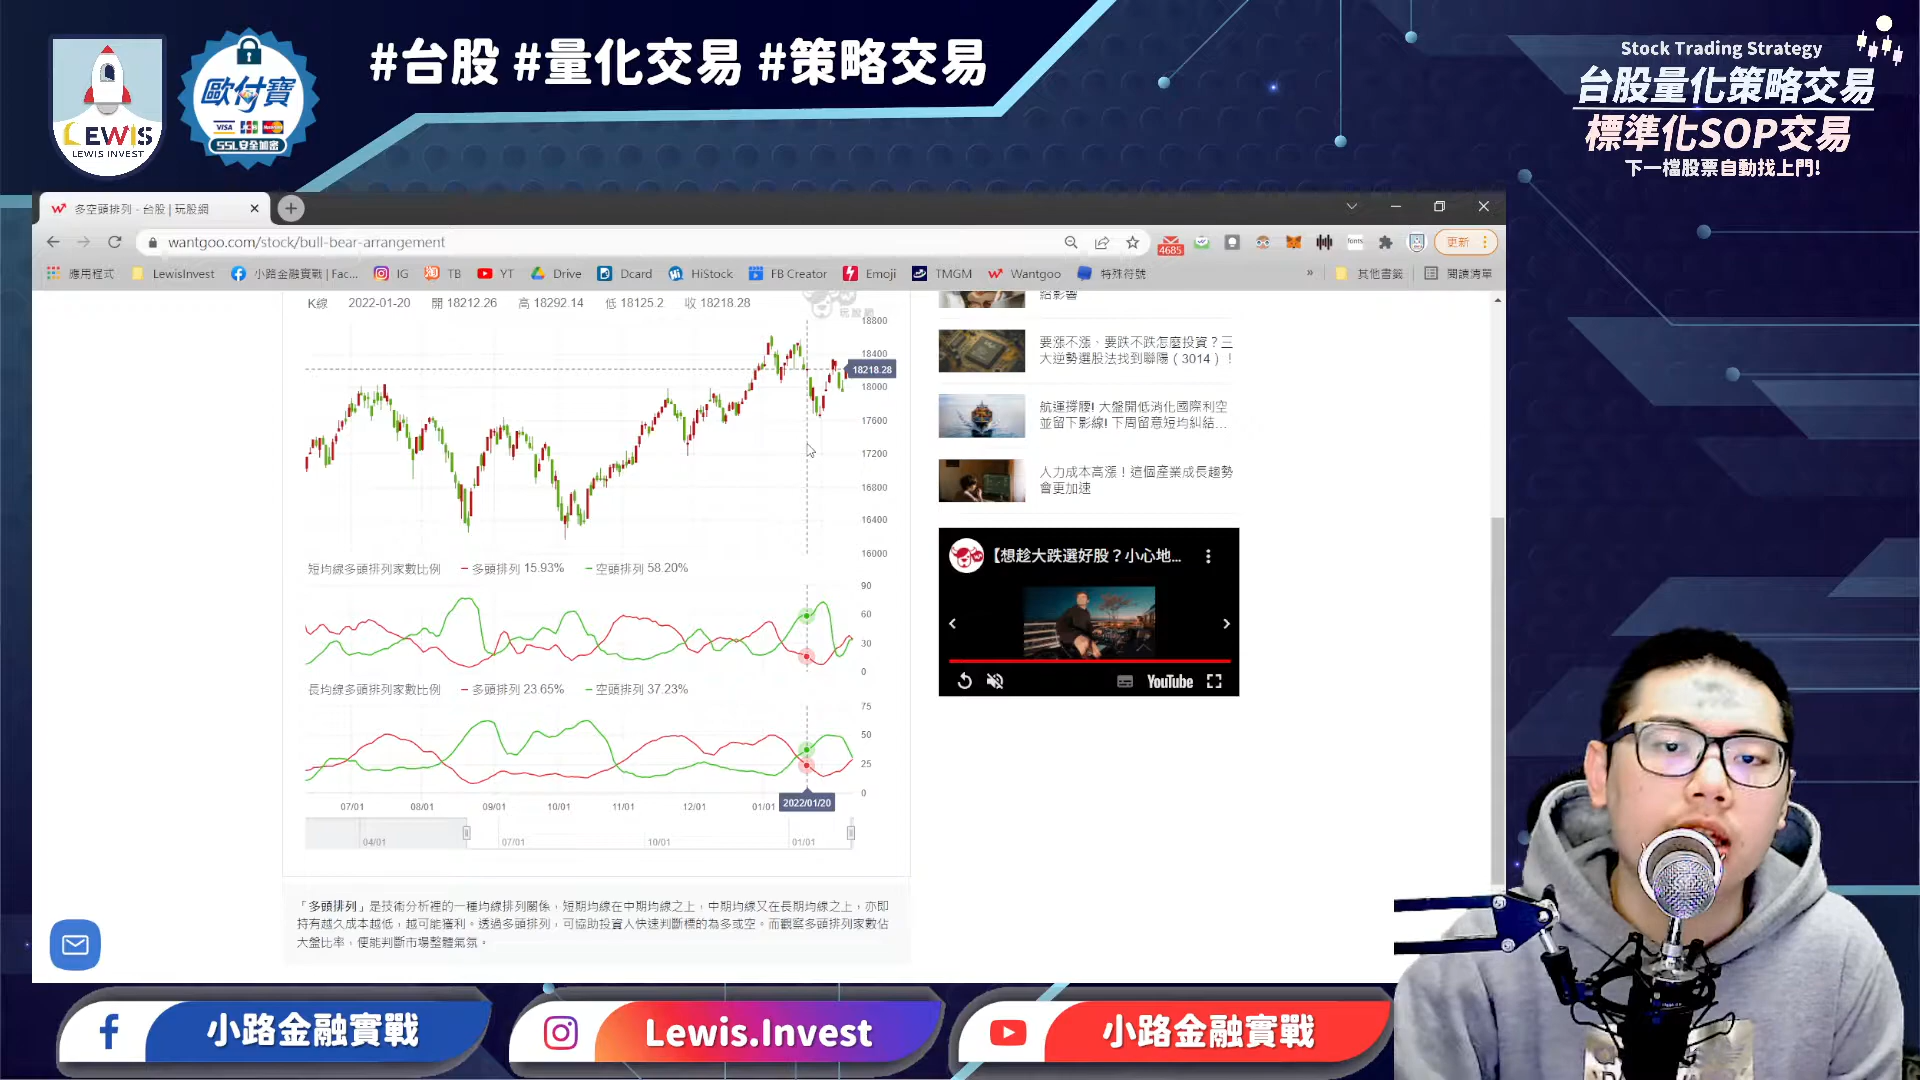 LEWIS
LEWIS INVEST
歐付寶
VISA JCB MasterCard
SSL安全加密
#台股 #量化交易 #策略交易
Stock Trading Strategy
台股量化策略交易
標準化SOP交易
下一檔股票自動找上門!
多空頭排列 - 台股 | 玩股網
wantgoo.com/stock/bull-bear-arrangement
4685
更新
應用程式 LewisInvest 小路金融實戰 | Fac... IG TB YT Drive Dcard HiStock FB Creator Emoji TMGM Wantgoo 特殊符號 » 其他書籤 閱讀清單
K線 2022-01-20 開 18212.26 高 18292.14 低 18125.2 收 18218.28
玩股網
18800
18400
18218.28
18000
17600
17200
16800
16400
16000
短均線多頭排列家數比例 多頭排列 15.93% 空頭排列 58.20%
90
60
30
0
長均線多頭排列家數比例 多頭排列 23.65% 空頭排列 37.23%
75
50
25
0
07/01 08/01 09/01 10/01 11/01 12/01 01/01 2022/01/20
04/01 07/01 10/01 01/01
「多頭排列」是技術分析裡的一種均線排列關係，短期均線在中期均線之上，中期均線又在長期均線之上，亦即
持有越久成本越低，越可能獲利。透過多頭排列，可協助投資人快速判斷標的為多或空。而觀察多頭排列家數佔
大盤比率，便能判斷市場整體氣氛。
給影響
要漲不漲、要跌不跌怎麼投資？三
大逆勢選股法找到聯陽（3014）！
航運撐腰! 大盤開低消化國際利空
並留下影線! 下周留意短均糾結...
人力成本高漲！這個產業成長趨勢
會更加速
【想趁大跌選好股？小心地...
YouTube
小路金融實戰
Lewis.Invest
小路金融實戰